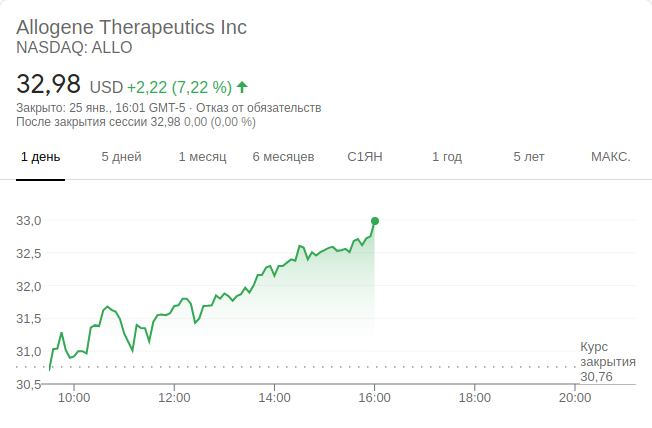 Allogene Therapeutics Inc
NASDAQ: ALLO
32,98 USD +2,22 (7,22 %)
Закрыто: 25 янв., 16:01 GMT-5 · Отказ от обязательств
После закрытия сессии 32,98 0,00 (0,00 %)
1 день 5 дней 1 месяц 6 месяцев С1ЯН 1 год 5 лет МАКС.
33,0
32,5
32,0
31,5
31,0
30,5
Курс
закрытия
30,76
10:00 12:00 14:00 16:00 18:00 20:00